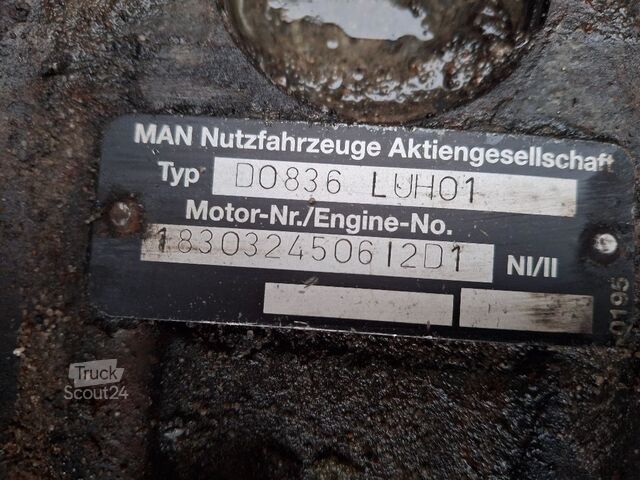 MAN Nutzfahrzeuge Aktiengesellschaft
Typ D0836 LUH01
Motor-Nr./Engine-No.
1830324506I2D1 NI/II
0195
Truck
Scout24